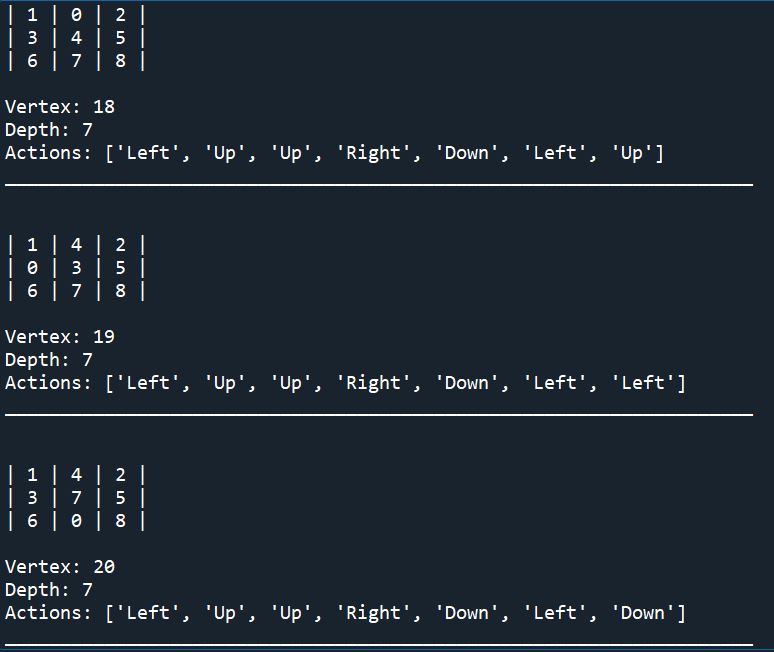 | 1 | 0 | 2 |
| 3 | 4 | 5 |
| 6 | 7 | 8 |
Vertex: 18
Depth: 7
Actions: ['Left', 'Up', 'Up', 'Right', 'Down', 'Left', 'Up']
| 1 | 4 | 2 |
| 0 | 3 | 5 |
| 6 | 7 | 8 |
Vertex: 19
Depth: 7
Actions: ['Left', 'Up', 'Up', 'Right', 'Down', 'Left', 'Left']
| 1 | 4 | 2 |
| 3 | 7 | 5 |
| 6 | 0 | 8 |
Vertex: 20
Depth: 7
Actions: ['Left', 'Up', 'Up', 'Right', 'Down', 'Left', 'Down']